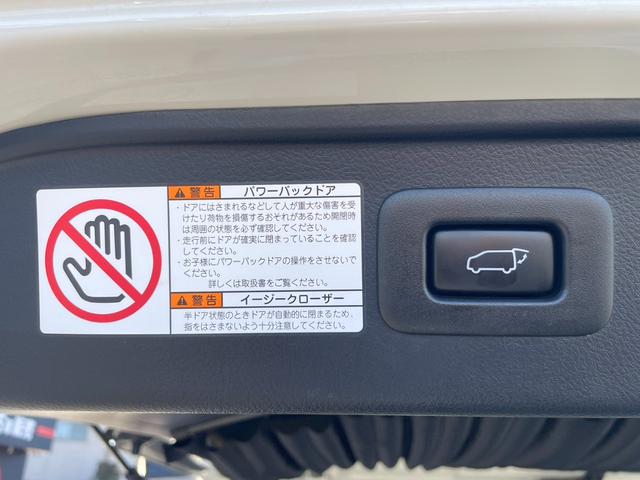 警告 パワーバックドア
・ドアにはさまれるなどして人が重大な傷害を受
けたり荷物を損傷するおそれがあるため開閉時
は周囲の状態を必ず確認してください。
・走行前にドアが確実に閉まっていることを確認
してください。
・お子様にパワーバックドアの操作をさせないで
ください。
詳しくは取扱書をご覧ください。
警告 イージークローザー
半ドア状態のときドアが自動的に閉まるため、
指をはさまないよう十分注意してください。